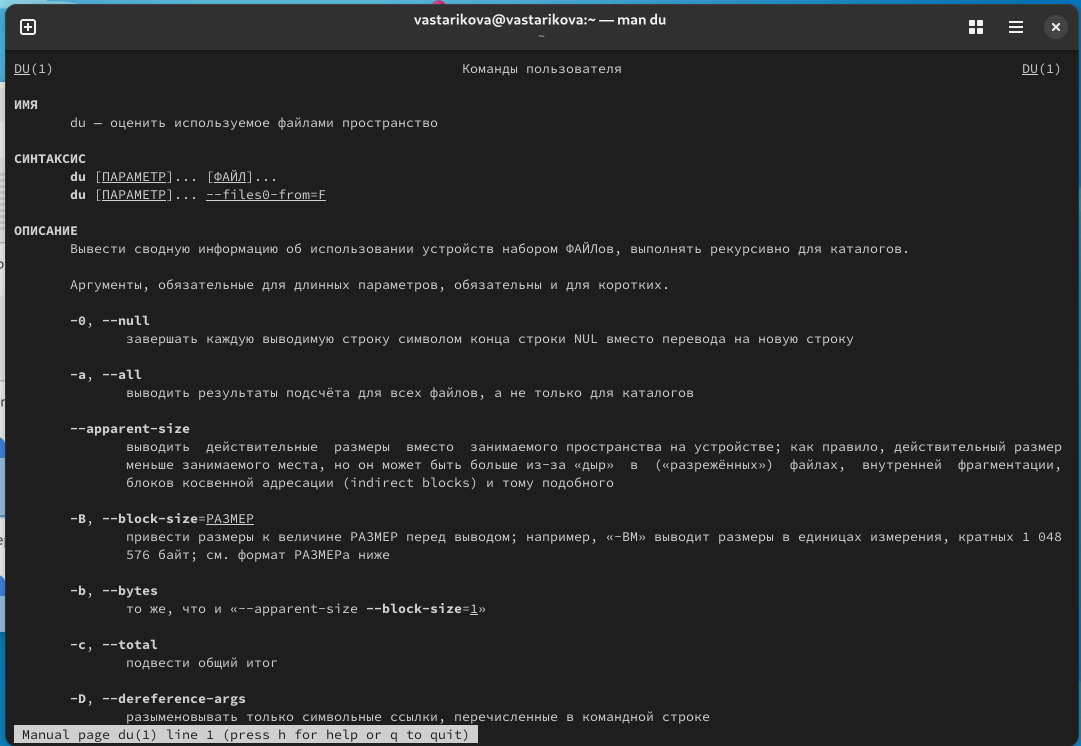 vastarikova@vastarikova:~ — man du
~
DU(1) Команды пользователя DU(1)
ИМЯ
du — оценить используемое файлами пространство
СИНТАКСИС
du [ПАРАМЕТР]... [ФАЙЛ]...
du [ПАРАМЕТР]... --files0-from=F
ОПИСАНИЕ
Вывести сводную информацию об использовании устройств набором ФАЙЛов, выполнять рекурсивно для каталогов.
Аргументы, обязательные для длинных параметров, обязательны и для коротких.
-0, --null
завершать каждую выводимую строку символом конца строки NUL вместо перевода на новую строку
-a, --all
выводить результаты подсчёта для всех файлов, а не только для каталогов
--apparent-size
выводить действительные размеры вместо занимаемого пространства на устройстве; как правило, действительный размер
меньше занимаемого места, но он может быть больше из-за «дыр» в («разрежённых») файлах, внутренней фрагментации,
блоков косвенной адресации (indirect blocks) и тому подобного
-B, --block-size=РАЗМЕР
привести размеры к величине РАЗМЕР перед выводом; например, «-BM» выводит размеры в единицах измерения, кратных 1 048
576 байт; см. формат РАЗМЕРа ниже
-b, --bytes
то же, что и «--apparent-size --block-size=1»
-c, --total
подвести общий итог
-D, --dereference-args
разыменовывать только символьные ссылки, перечисленные в командной строке
Manual page du(1) line 1 (press h for help or q to quit)